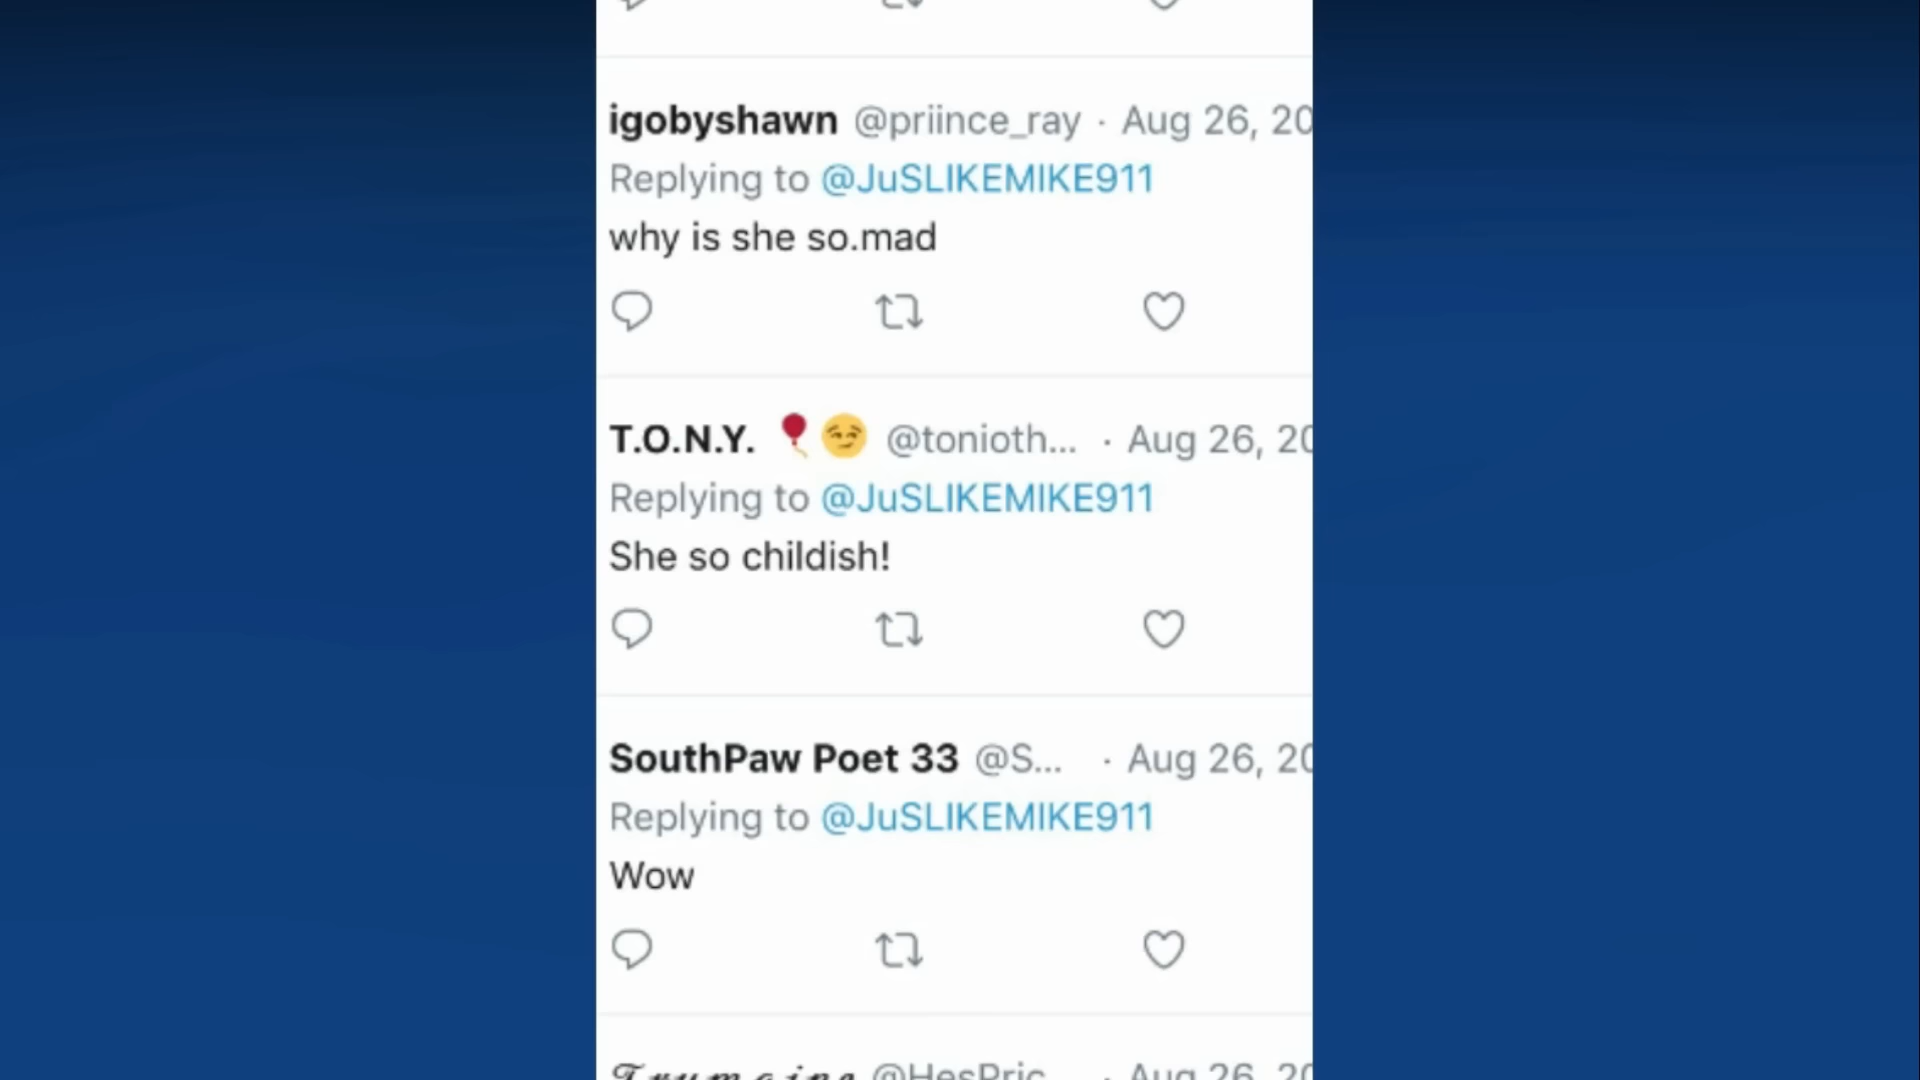 igobyshawn @priince_ray · Aug 26, 20
Replying to @JuSLIKEMIKE911
why is she so.mad
T.O.N.Y. 🎈😏 @tonioth... · Aug 26, 20
Replying to @JuSLIKEMIKE911
She so childish!
SouthPaw Poet 33 @S... · Aug 26, 20
Replying to @JuSLIKEMIKE911
Wow
𝓣𝓻𝓾𝓶𝓪𝓲𝓷𝓮 @HesPric... · Aug 26, 20